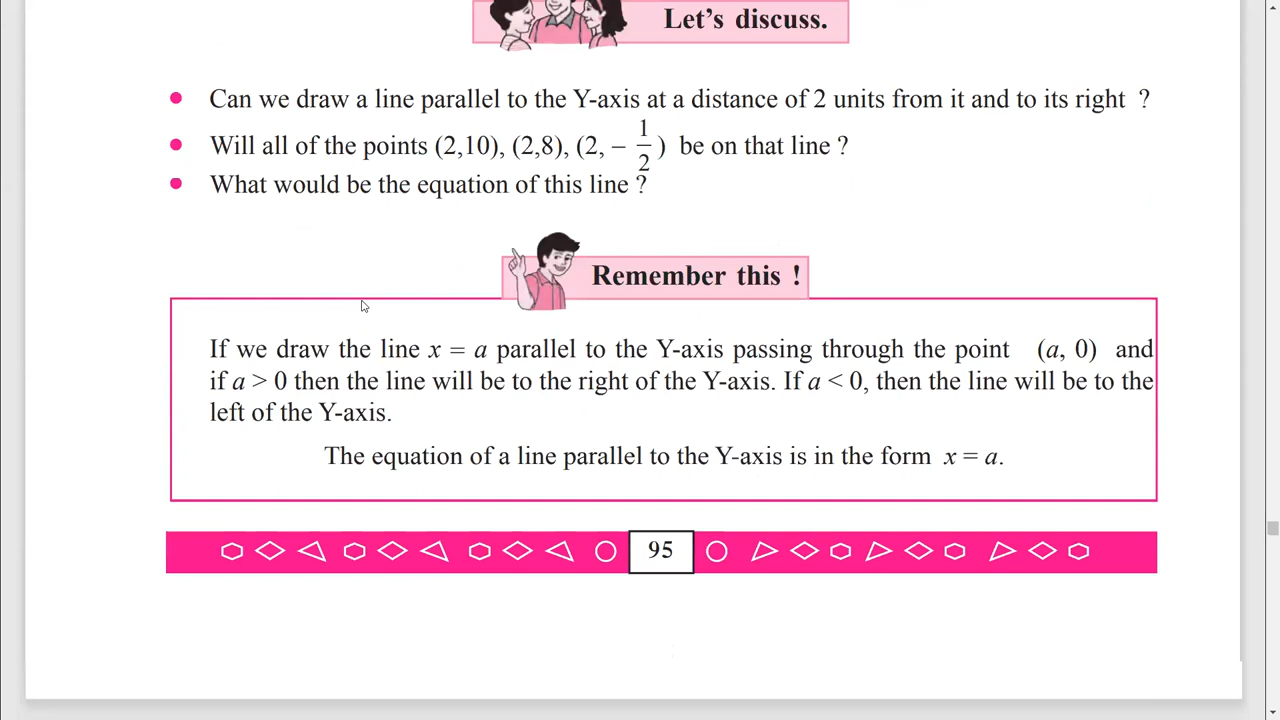 Let's discuss.
• Can we draw a line parallel to the Y-axis at a distance of 2 units from it and to its right ?
• Will all of the points (2,10), (2,8), (2, − 1/2 ) be on that line ?
• What would be the equation of this line ?
Remember this !
If we draw the line x = a parallel to the Y-axis passing through the point (a, 0) and
if a > 0 then the line will be to the right of the Y-axis. If a < 0, then the line will be to the
left of the Y-axis.
The equation of a line parallel to the Y-axis is in the form x = a.
95